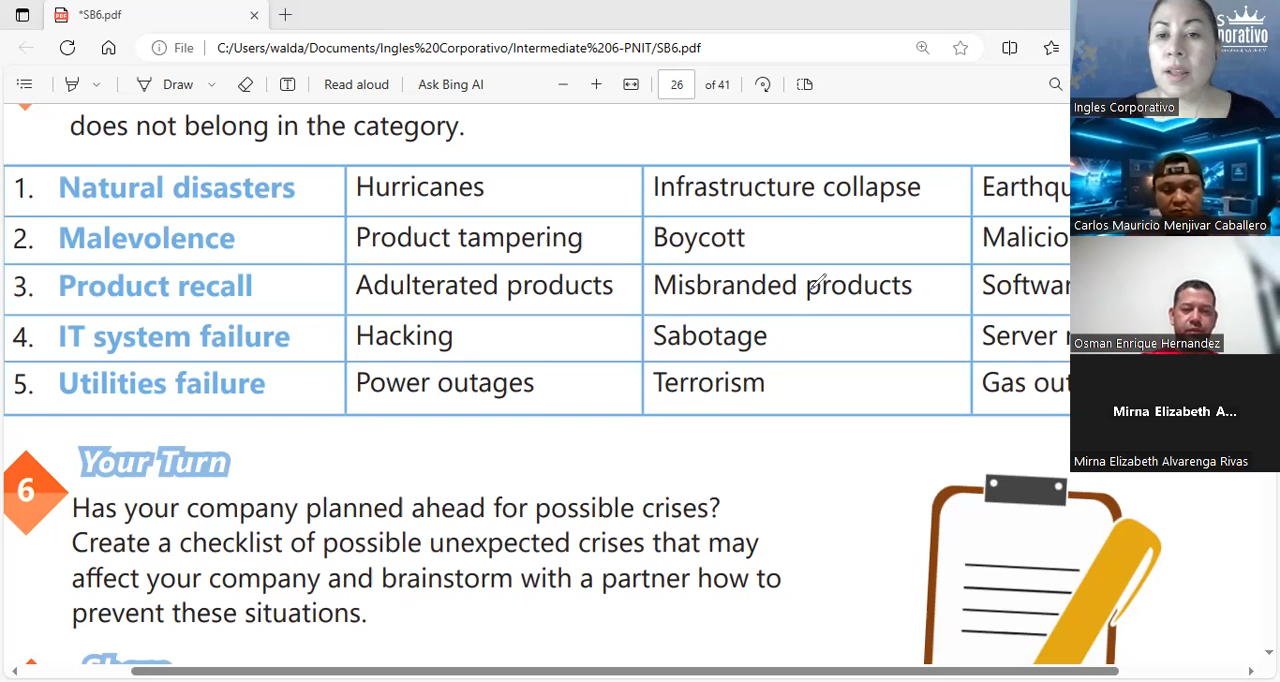 *SB6.pdf
File C:/Users/walda/Documents/Ingles%20Corporativo/Intermediate%206-PNIT/SB6.pdf
Draw Read aloud Ask Bing AI 26 of 41
does not belong in the category.
1. Natural disasters Hurricanes Infrastructure collapse Earthqu
2. Malevolence Product tampering Boycott Malicio
3. Product recall Adulterated products Misbranded products Softwar
4. IT system failure Hacking Sabotage Server
5. Utilities failure Power outages Terrorism Gas out
6
Your Turn
Has your company planned ahead for possible crises?
Create a checklist of possible unexpected crises that may
affect your company and brainstorm with a partner how to
prevent these situations.
Ingles Corporativo
Carlos Mauricio Menjivar Caballero
Osman Enrique Hernandez
Mirna Elizabeth A...
Mirna Elizabeth Alvarenga Rivas